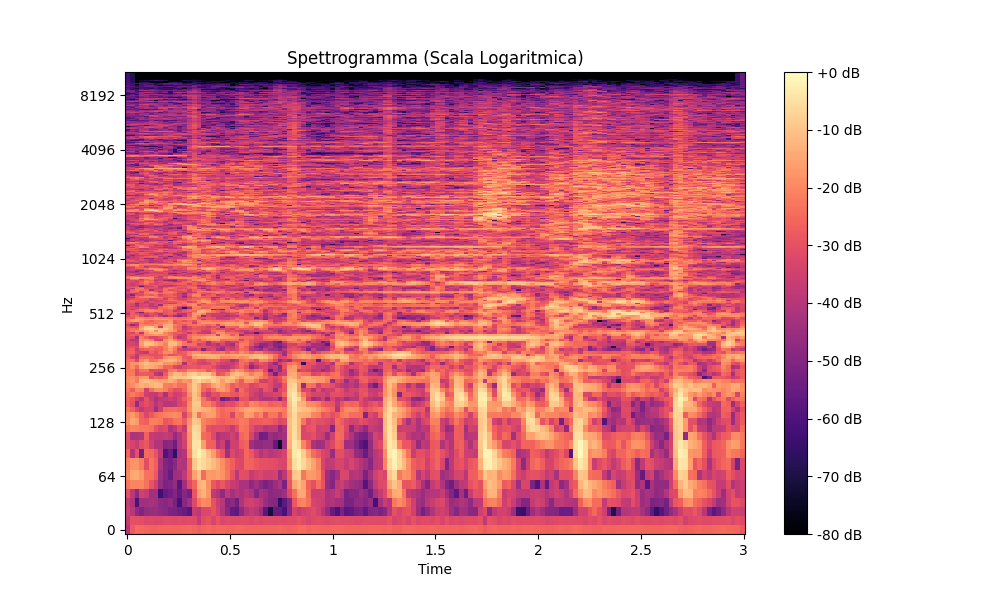 Spettrogramma (Scala Logaritmica)
Hz
8192
4096
2048
1024
512
256
128
64
0
0 0.5 1 1.5 2 2.5 3
Time
+0 dB
-10 dB
-20 dB
-30 dB
-40 dB
-50 dB
-60 dB
-70 dB
-80 dB